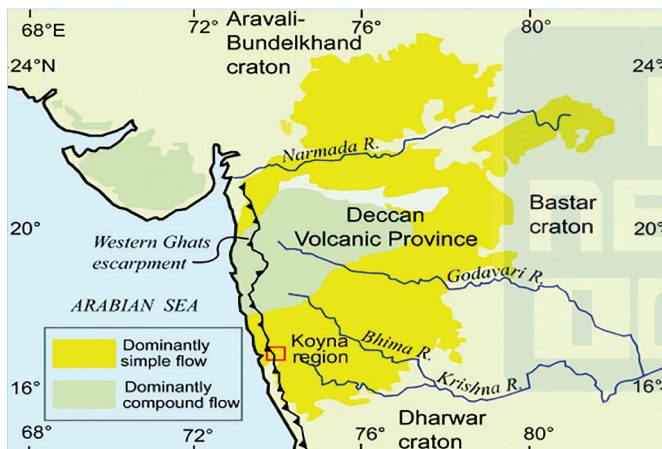 68°E
72°
Aravali-
Bundelkhand
craton
76°
80°
24°N
24°
Narmada R.
Deccan
Volcanic Province
Bastar
craton
20°
20°
Western Ghats
escarpment
Godavari R.
ARABIAN SEA
Dominantly
simple flow
Dominantly
compound flow
Koyna
region
Bhima R.
Krishna R.
16°
16°
Dharwar
craton
68°
72°
76°
80°